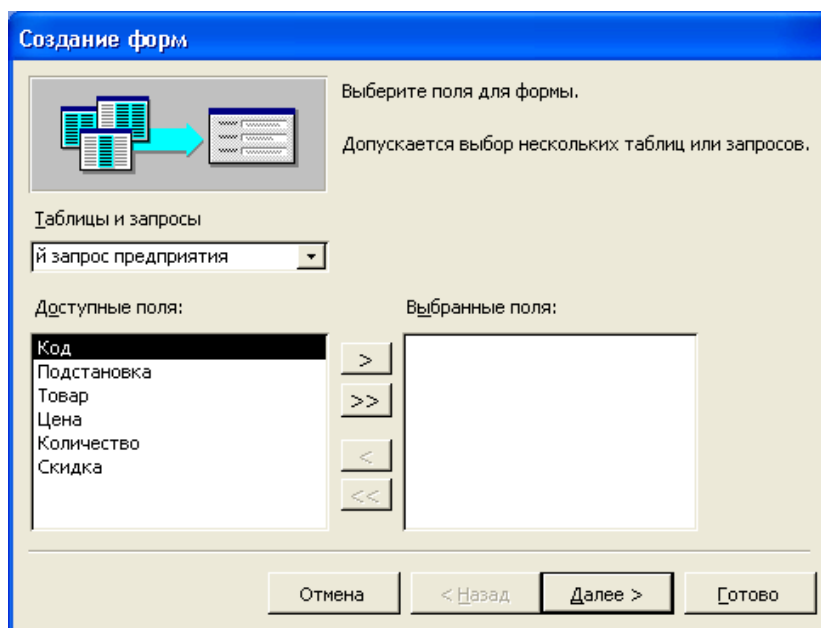 Создание форм
Выберите поля для формы.
Допускается выбор нескольких таблиц или запросов.
Таблицы и запросы
й запрос предприятия
Доступные поля:
Выбранные поля:
Код
Подстановка
Товар
Цена
Количество
Скидка
>
>>
<
<<
Отмена
< Назад
Далее >
Готово